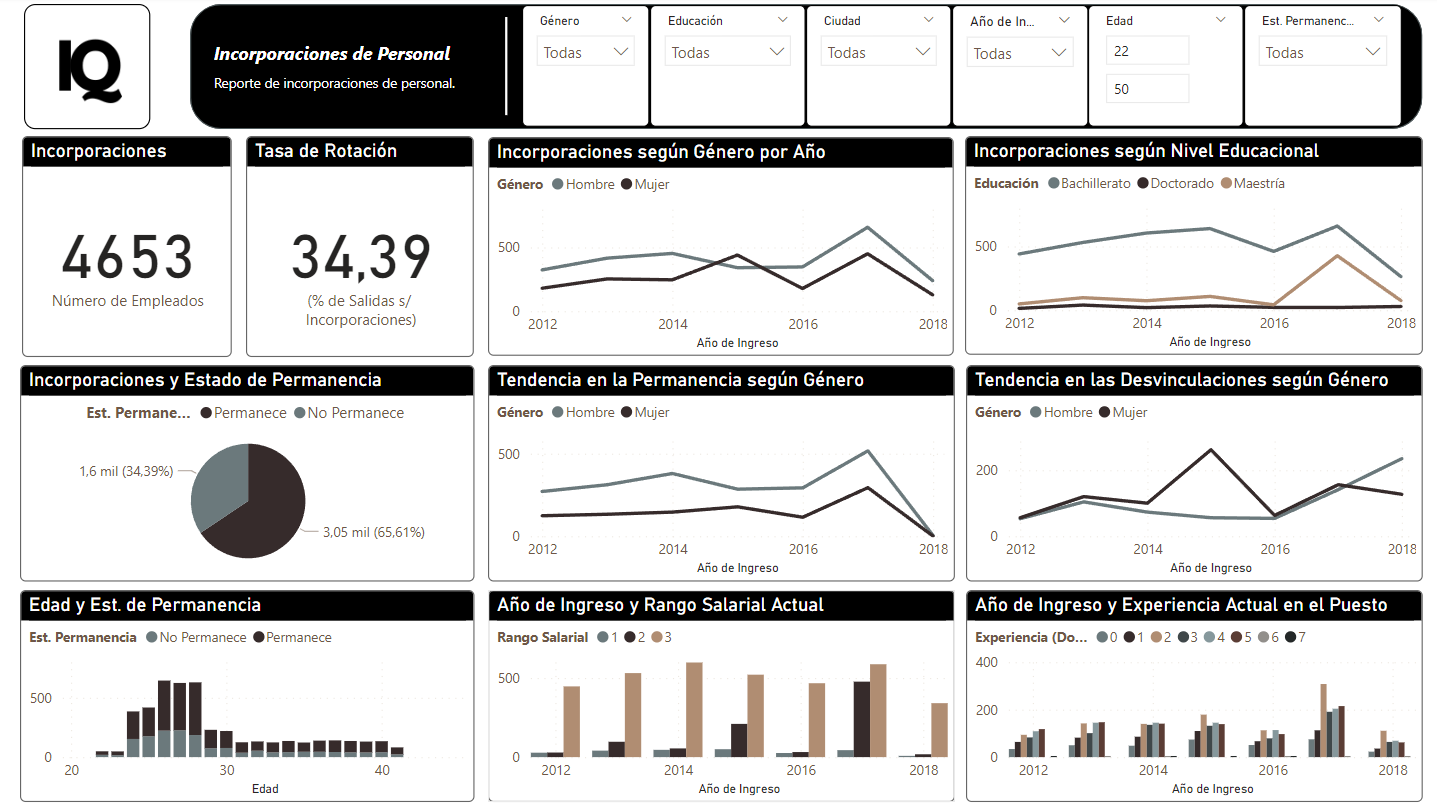 IQ
Incorporaciones de Personal
Reporte de incorporaciones de personal.
Género
Todas
Educación
Todas
Ciudad
Todas
Año de In...
Todas
Edad
22
50
Est. Permanenc...
Todas
Incorporaciones
4653
Número de Empleados
Tasa de Rotación
34,39
(% de Salidas s/
Incorporaciones)
Incorporaciones según Género por Año
Género Hombre Mujer
500
0
2012 2014 2016 2018
Año de Ingreso
Incorporaciones según Nivel Educacional
Educación Bachillerato Doctorado Maestría
500
0
2012 2014 2016 2018
Año de Ingreso
Incorporaciones y Estado de Permanencia
Est. Permane... Permanece No Permanece
1,6 mil (34,39%)
3,05 mil (65,61%)
Tendencia en la Permanencia según Género
Género Hombre Mujer
500
0
2012 2014 2016 2018
Año de Ingreso
Tendencia en las Desvinculaciones según Género
Género Hombre Mujer
200
0
2012 2014 2016 2018
Año de Ingreso
Edad y Est. de Permanencia
Est. Permanencia No Permanece Permanece
500
0
20 30 40
Edad
Año de Ingreso y Rango Salarial Actual
Rango Salarial 1 2 3
500
0
2012 2014 2016 2018
Año de Ingreso
Año de Ingreso y Experiencia Actual en el Puesto
Experiencia (Do... 0 1 2 3 4 5 6 7
400
200
0
2012 2014 2016 2018
Año de Ingreso